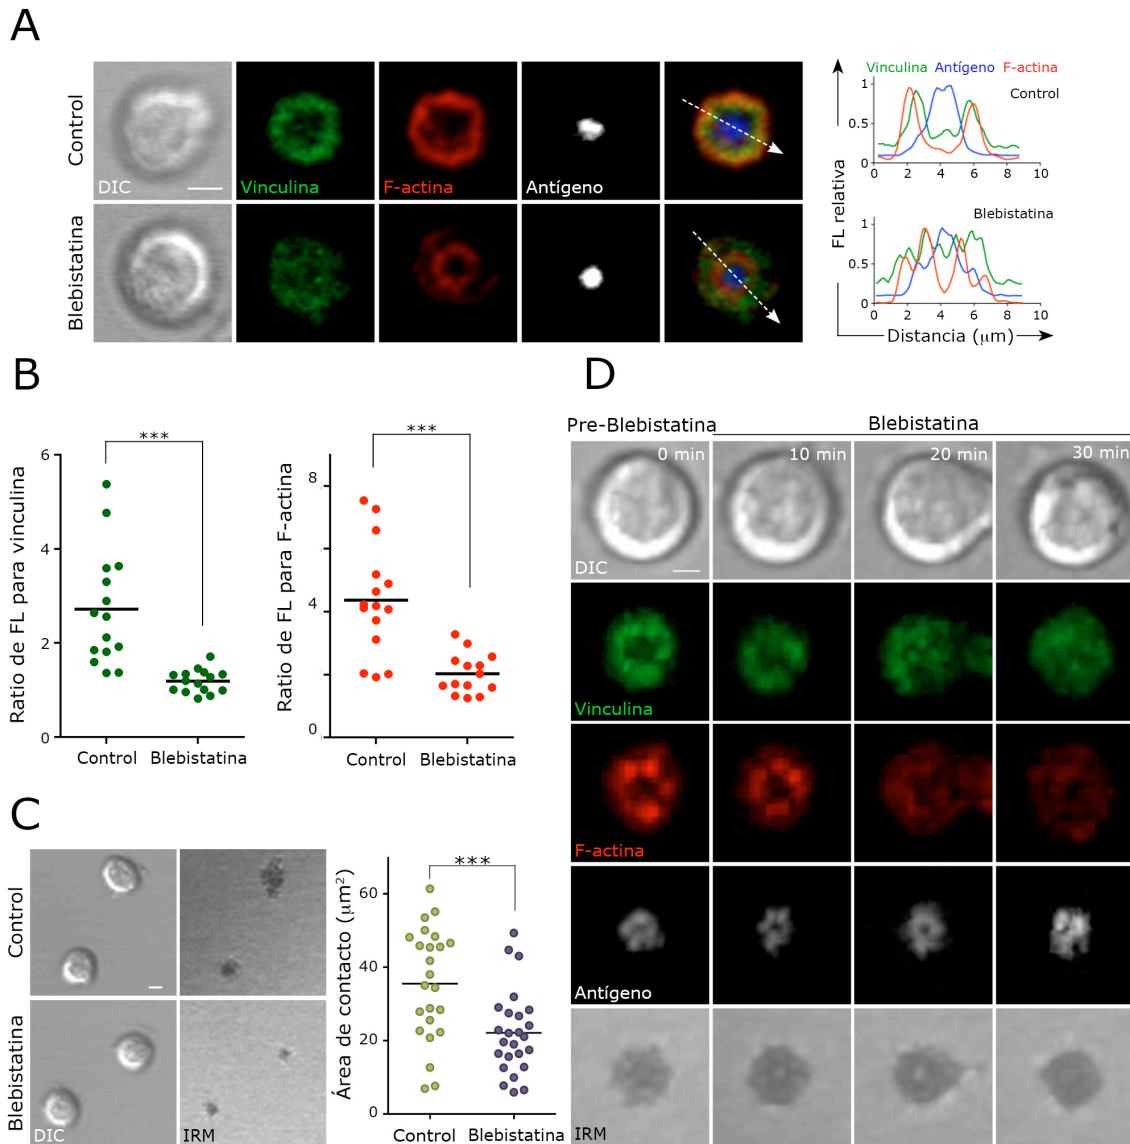 A
Control
DIC
Vinculina
F-actina
Antígeno
Blebistatina
Vinculina Antígeno F-actina
Control
1
0.5
0
0 2 4 6 8 10
Blebistatina
1
0.5
0
0 2 4 6 8 10
FL relativa
Distancia (μm)
B
Ratio de FL para vinculina
6
4
2
0
***
Control Blebistatina
Ratio de FL para F-actina
8
6
4
2
0
***
Control Blebistatina
C
Control
Blebistatina
DIC
IRM
Área de contacto (μm²)
60
40
20
0
***
Control Blebistatina
D
Pre-Blebistatina Blebistatina
0 min 10 min 20 min 30 min
DIC
Vinculina
F-actina
Antígeno
IRM